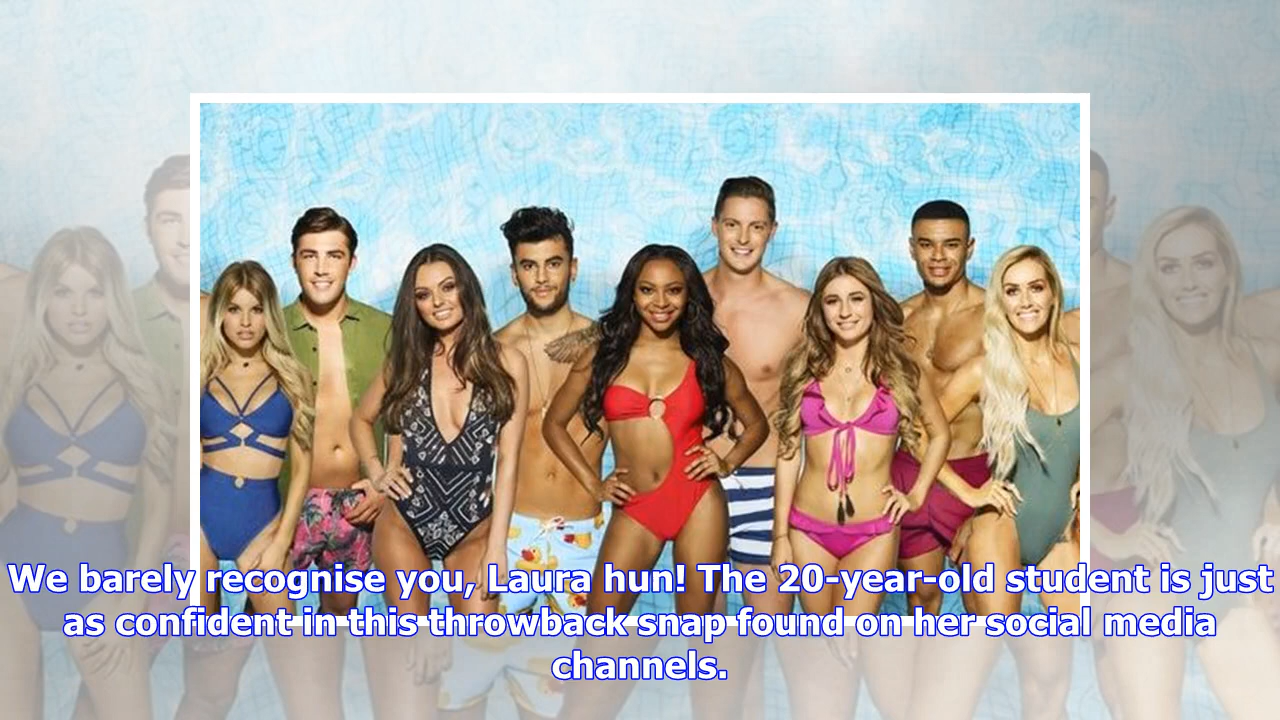 We barely recognise you, Laura hun! The 20-year-old student is just
as confident in this throwback snap found on her social media
channels.